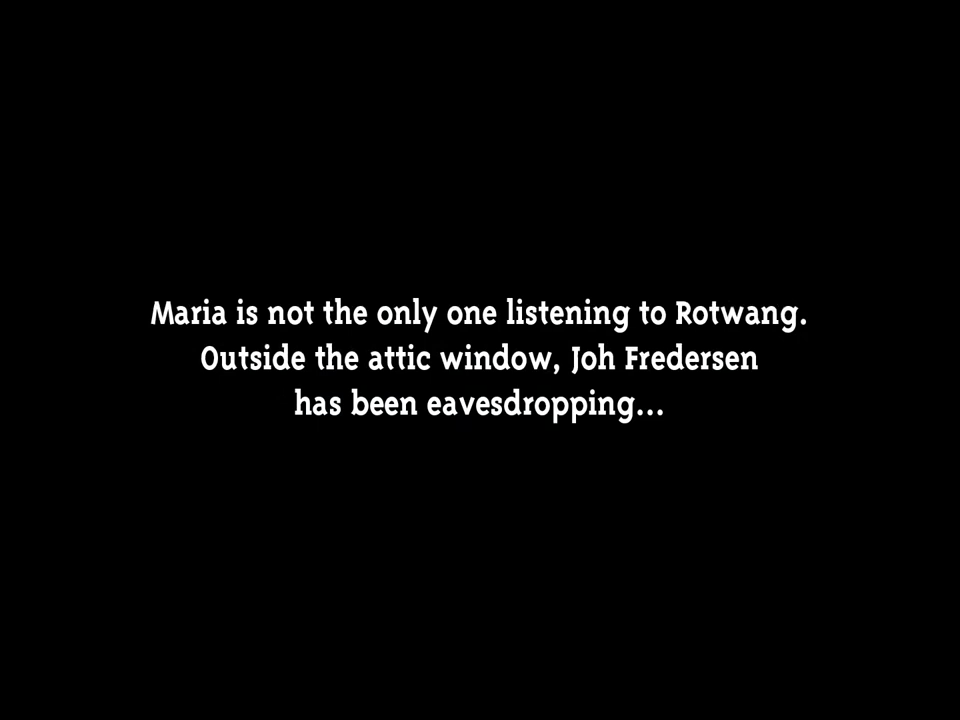 Maria is not the only one listening to Rotwang.
Outside the attic window, Joh Fredersen
has been eavesdropping...